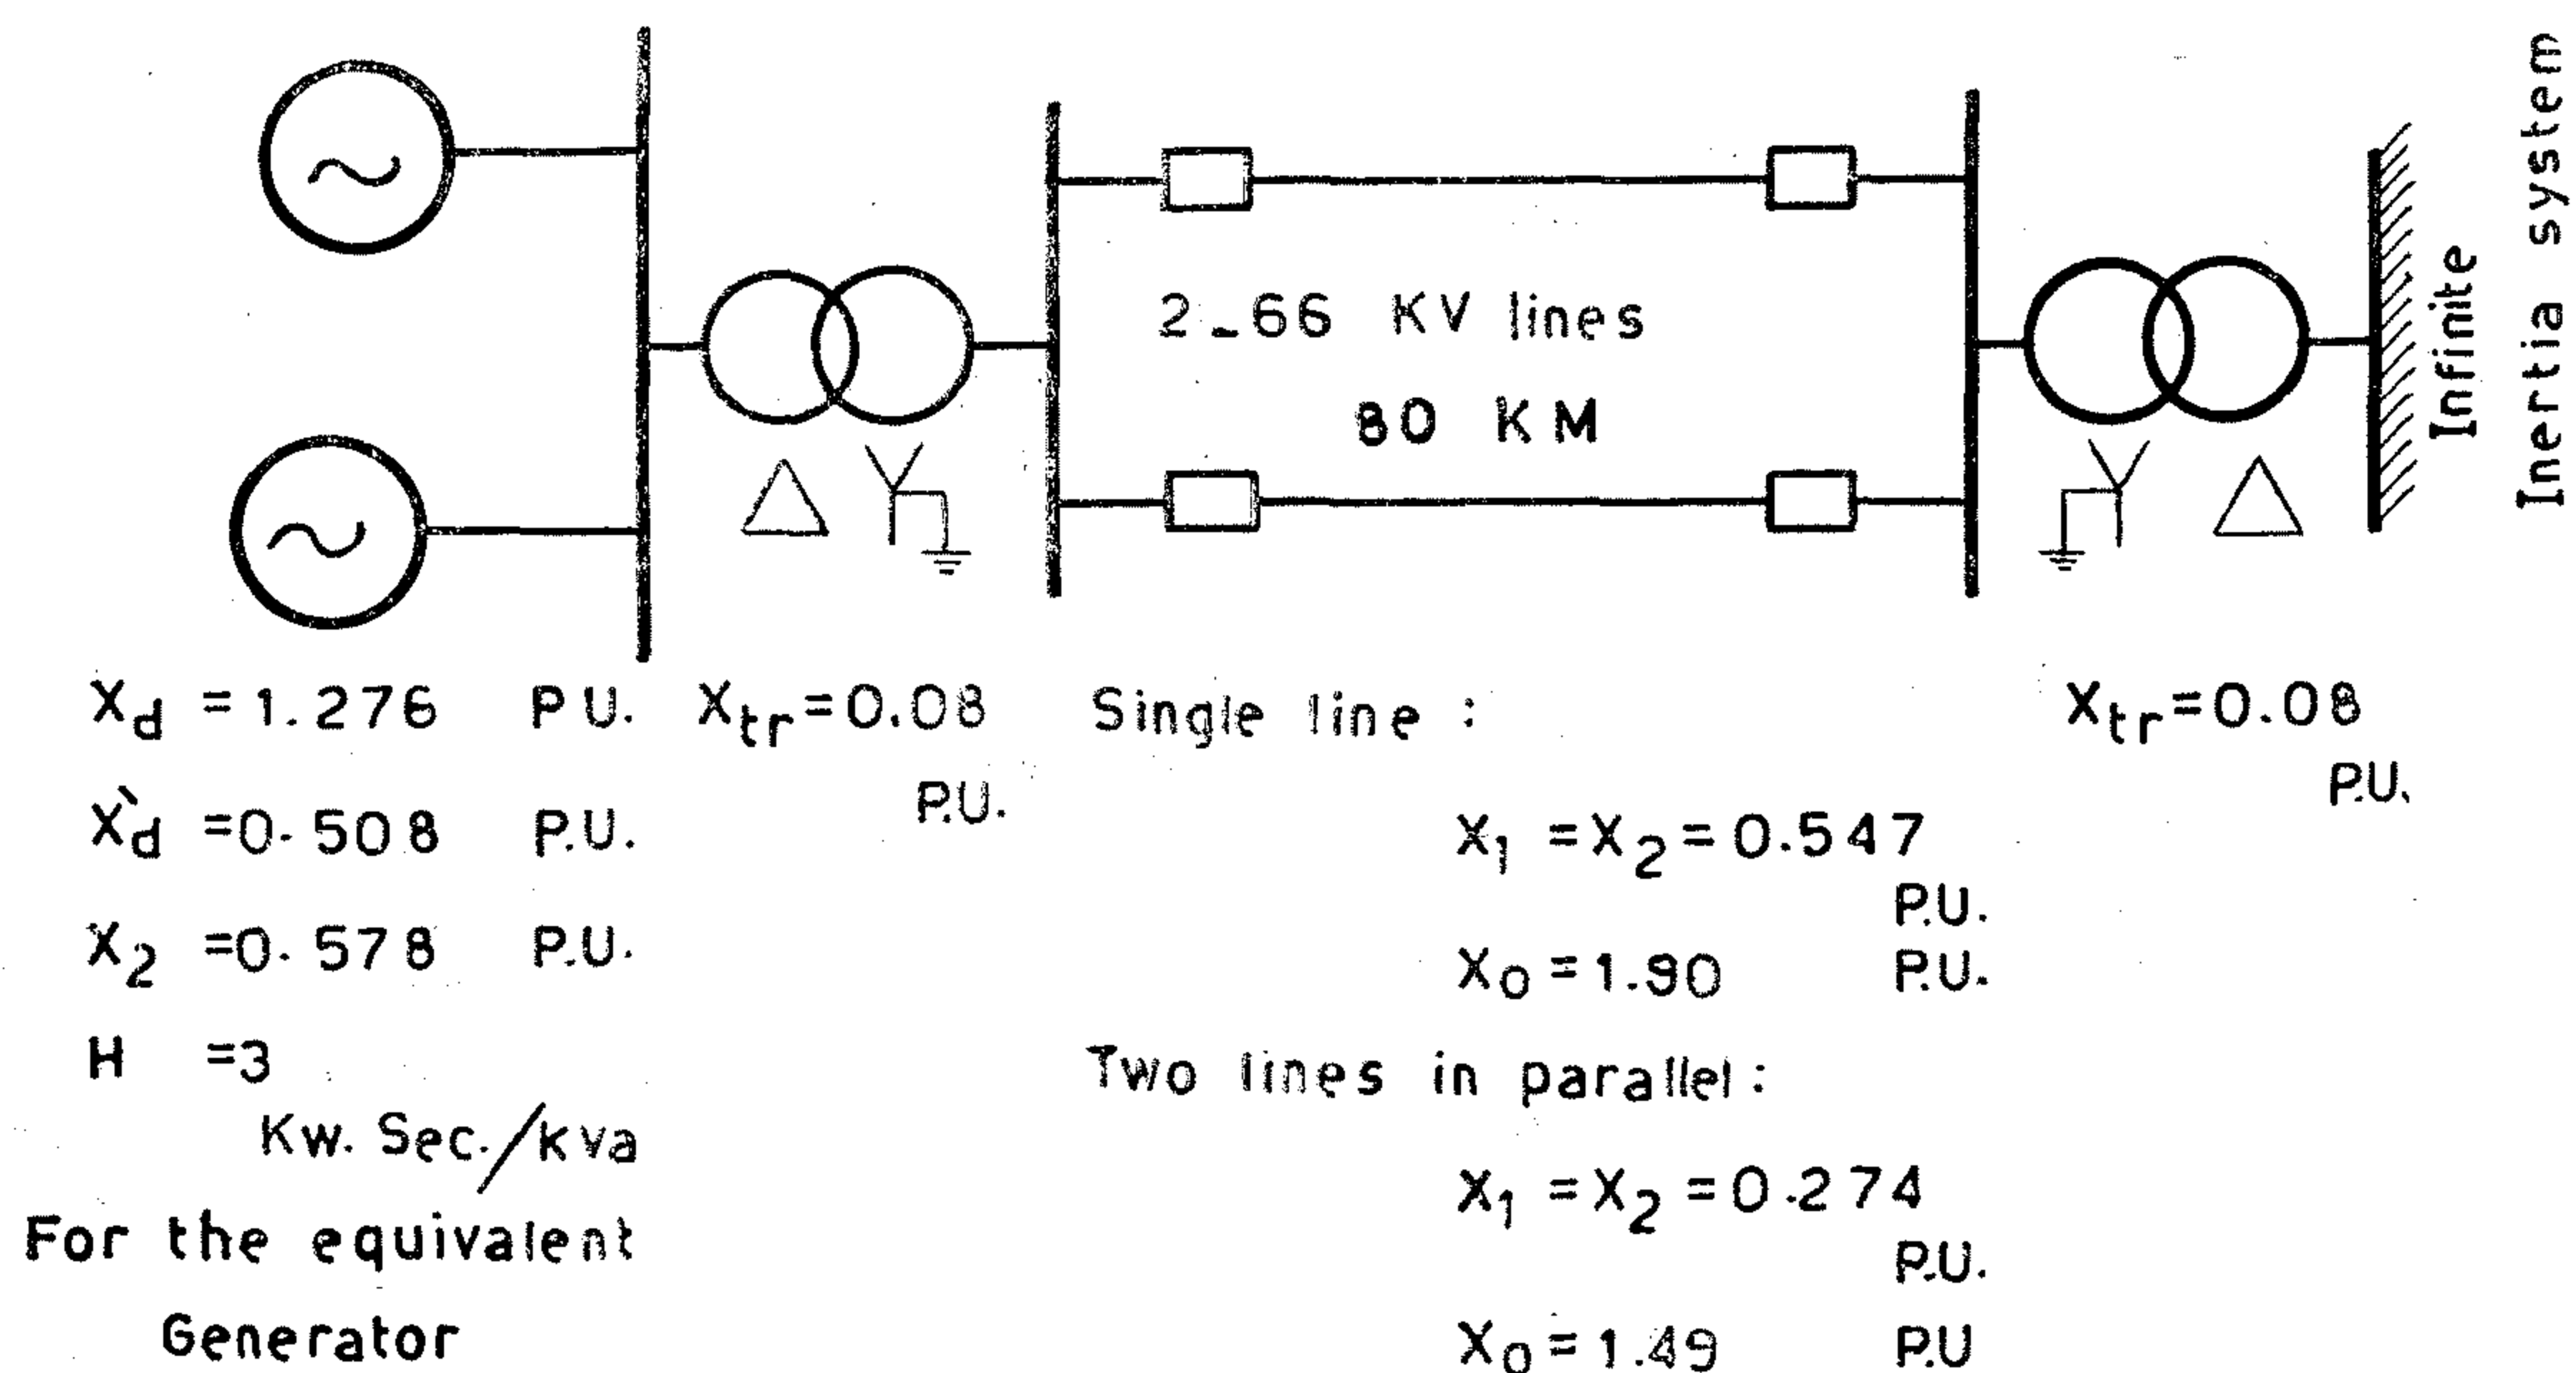 2-66 KV lines
80 KM
Infinite
Inertia system
Xd = 1.276 P.U.
X`d =0.508 P.U.
X2 =0.578 P.U.
H =3
Kw. Sec./kva
For the equivalent
Generator
Xtr=0.08
P.U.
Single line :
X1 =X2=0.547
P.U.
X0=1.90 P.U.
Two lines in parallel:
X1 =X2 =0.274
P.U.
X0=1.49 P.U
Xtr=0.08
P.U.